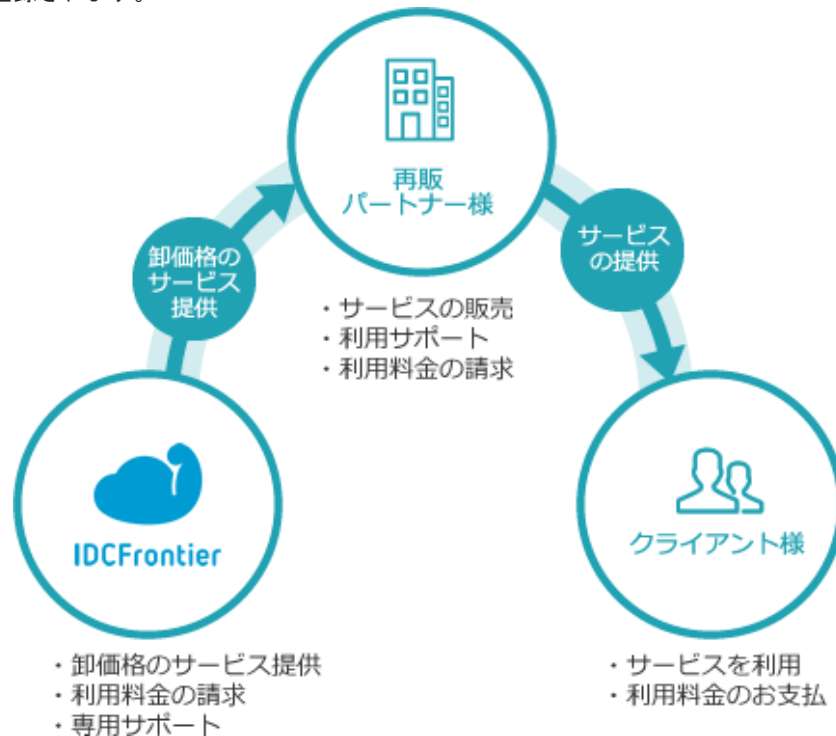 再販
パートナー様
卸価格の
サービス
提供
サービス
の提供
・サービスの販売
・利用サポート
・利用料金の請求
IDCFrontier
クライアント様
・卸価格のサービス提供
・利用料金の請求
・専用サポート
・サービスを利用
・利用料金のお支払